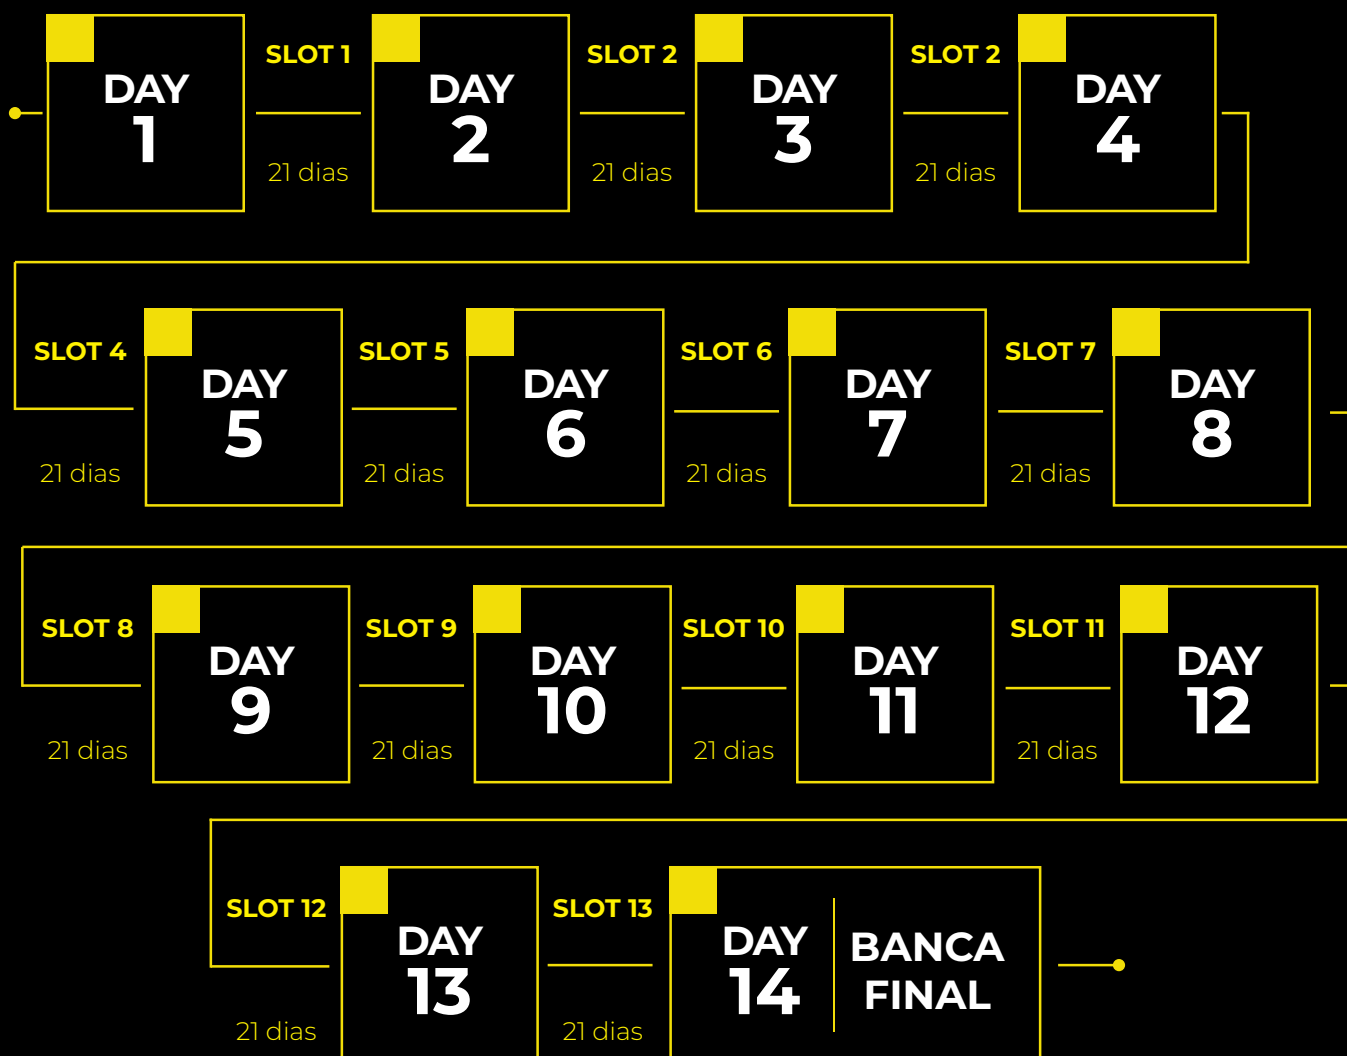 SLOT 1
SLOT 2
SLOT 2
DAY
1
DAY
2
DAY
3
DAY
4
21 dias
21 dias
21 dias
SLOT 4
SLOT 5
SLOT 6
SLOT 7
DAY
5
DAY
6
DAY
7
DAY
8
21 dias
21 dias
21 dias
21 dias
SLOT 8
SLOT 9
SLOT 10
SLOT 11
DAY
9
DAY
10
DAY
11
DAY
12
21 dias
21 dias
21 dias
21 dias
SLOT 12
SLOT 13
DAY
13
DAY
14
BANCA
FINAL
21 dias
21 dias